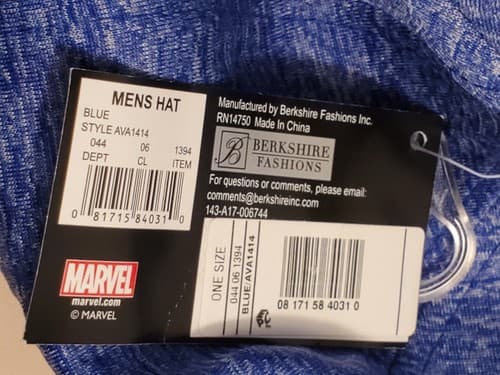 MENS HAT
BLUE
STYLE AVA1414
044 06 1394
DEPT CL ITEM
0 81715 84031 0
MARVEL
marvel.com
© MARVEL
Manufactured by Berkshire Fashions Inc.
RN14750 Made In China
B BERKSHIRE
FASHIONS
For questions or comments, please email:
comments@berkshireinc.com
143-A17-006744
ONE SIZE
044 06 1394
BLUE/AVA1414
08 171 58 4031 0